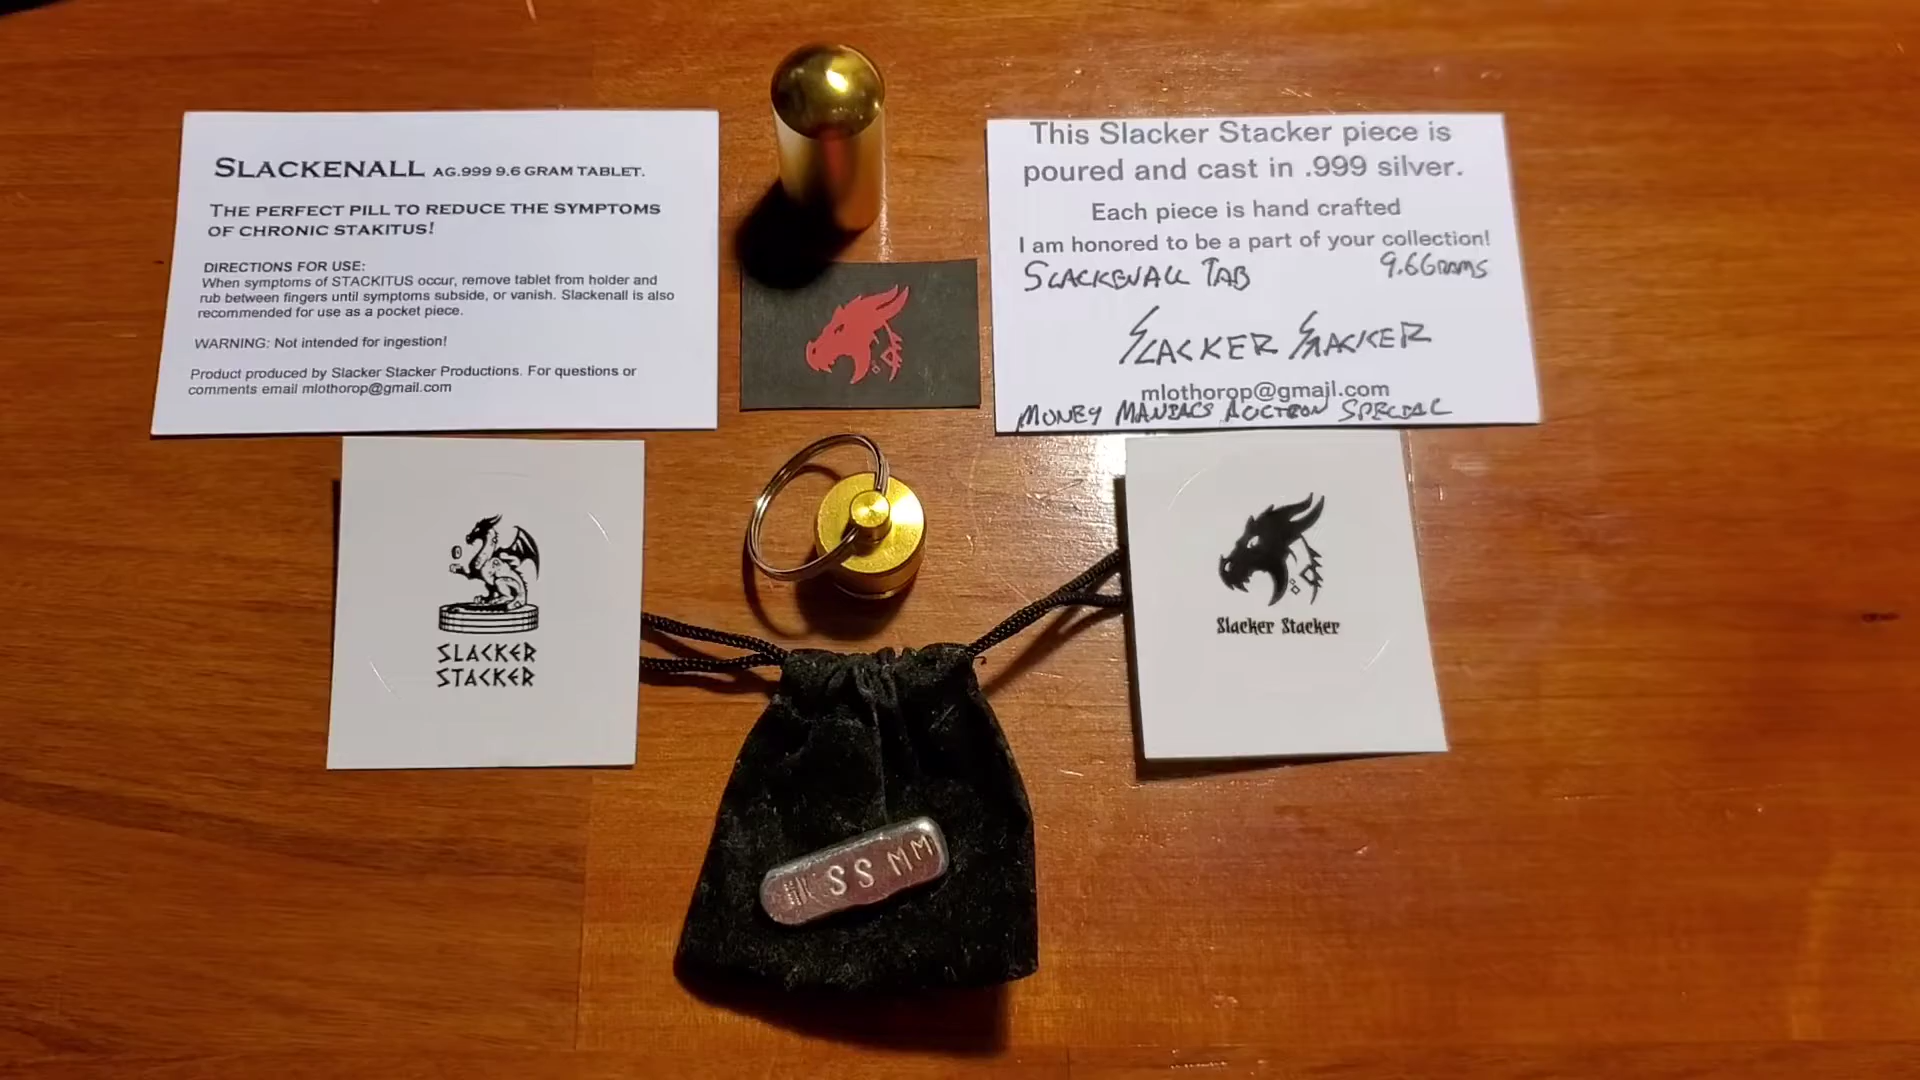 SLACKENALL AG.999 9.6 GRAM TABLET.
THE PERFECT PILL TO REDUCE THE SYMPTOMS
OF CHRONIC STAKITUS!
DIRECTIONS FOR USE:
When symptoms of STACKITUS occur, remove tablet from holder and
rub between fingers until symptoms subside, or vanish. Slackenall is also
recommended for use as a pocket piece.
WARNING: Not intended for ingestion!
Product produced by Slacker Stacker Productions. For questions or
comments email mlothorop@gmail.com
This Slacker Stacker piece is
poured and cast in .999 silver.
Each piece is hand crafted
I am honored to be a part of your collection!
SLACKENALL TAB 9.6GRAMS
SLACKER STACKER
mlothorop@gmail.com
MONEY MANIACS AUCTION SPECIAL
SLACKER
STACKER
Slacker Stacker
SS MM